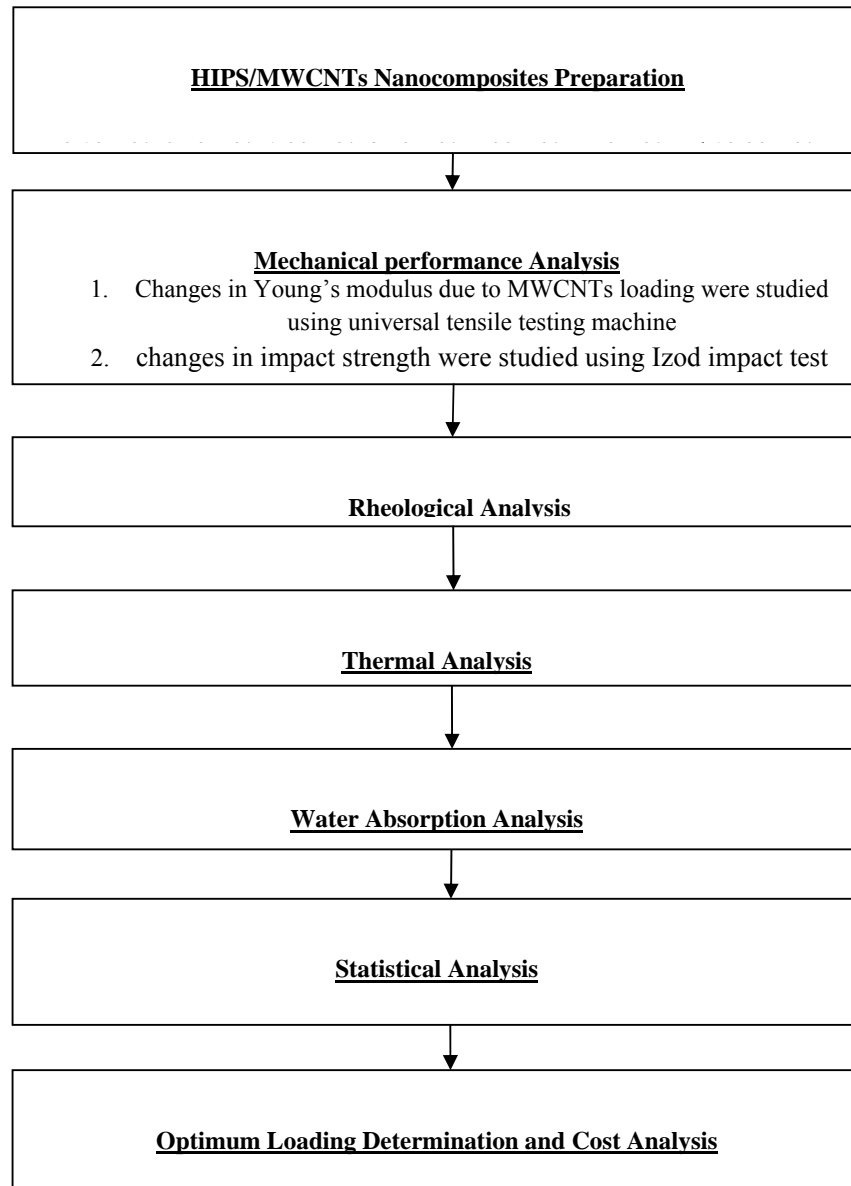 HIPS/MWCNTs Nanocomposites Preparation
Mechanical performance Analysis
1. Changes in Young’s modulus due to MWCNTs loading were studied
using universal tensile testing machine
2. changes in impact strength were studied using Izod impact test
Rheological Analysis
Thermal Analysis
Water Absorption Analysis
Statistical Analysis
Optimum Loading Determination and Cost Analysis